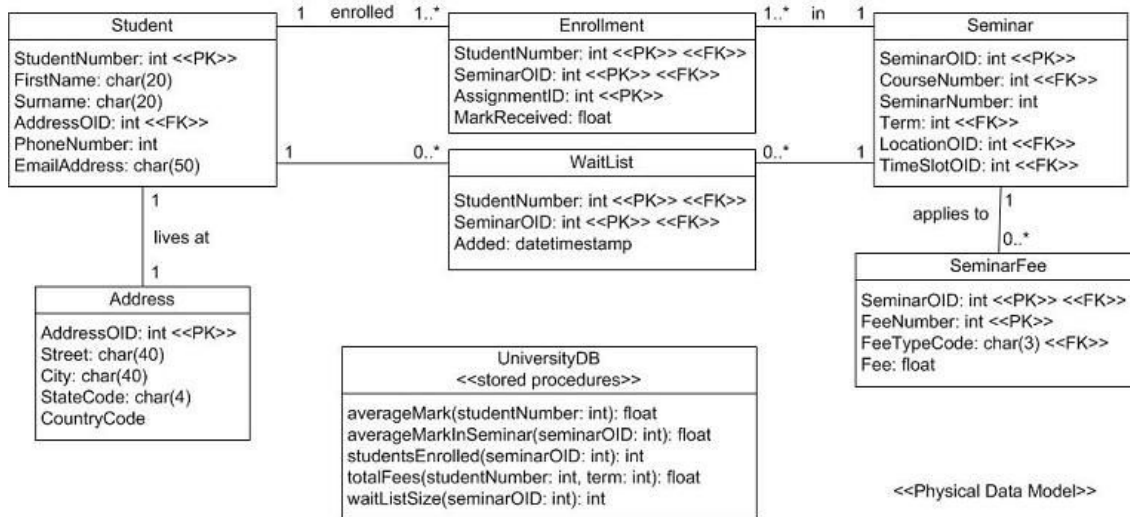 1 enrolled 1..*
1..* in 1
Student
StudentNumber: int <<PK>>
FirstName: char(20)
Surname: char(20)
AddressOID: int <<FK>>
PhoneNumber: int
EmailAddress: char(50)
Enrollment
StudentNumber: int <<PK>> <<FK>>
SeminarOID: int <<PK>> <<FK>>
AssignmentID: int <<PK>>
MarkReceived: float
Seminar
SeminarOID: int <<PK>>
CourseNumber: int <<FK>>
SeminarNumber: int
Term: int <<FK>>
LocationOID: int <<FK>>
TimeSlotOID: int <<FK>>
1 0..*
0..* 1
WaitList
StudentNumber: int <<PK>> <<FK>>
SeminarOID: int <<PK>> <<FK>>
Added: datetimestamp
1
lives at
1
1
applies to
0..*
Address
AddressOID: int <<PK>>
Street: char(40)
City: char(40)
StateCode: char(4)
CountryCode
SeminarFee
SeminarOID: int <<PK>> <<FK>>
FeeNumber: int <<PK>>
FeeTypeCode: char(3) <<FK>>
Fee: float
UniversityDB
<<stored procedures>>
averageMark(studentNumber: int): float
averageMarkInSeminar(seminarOID: int): float
studentsEnrolled(seminarOID: int): int
totalFees(studentNumber: int, term: int): float
waitListSize(seminarOID: int): int
<<Physical Data Model>>